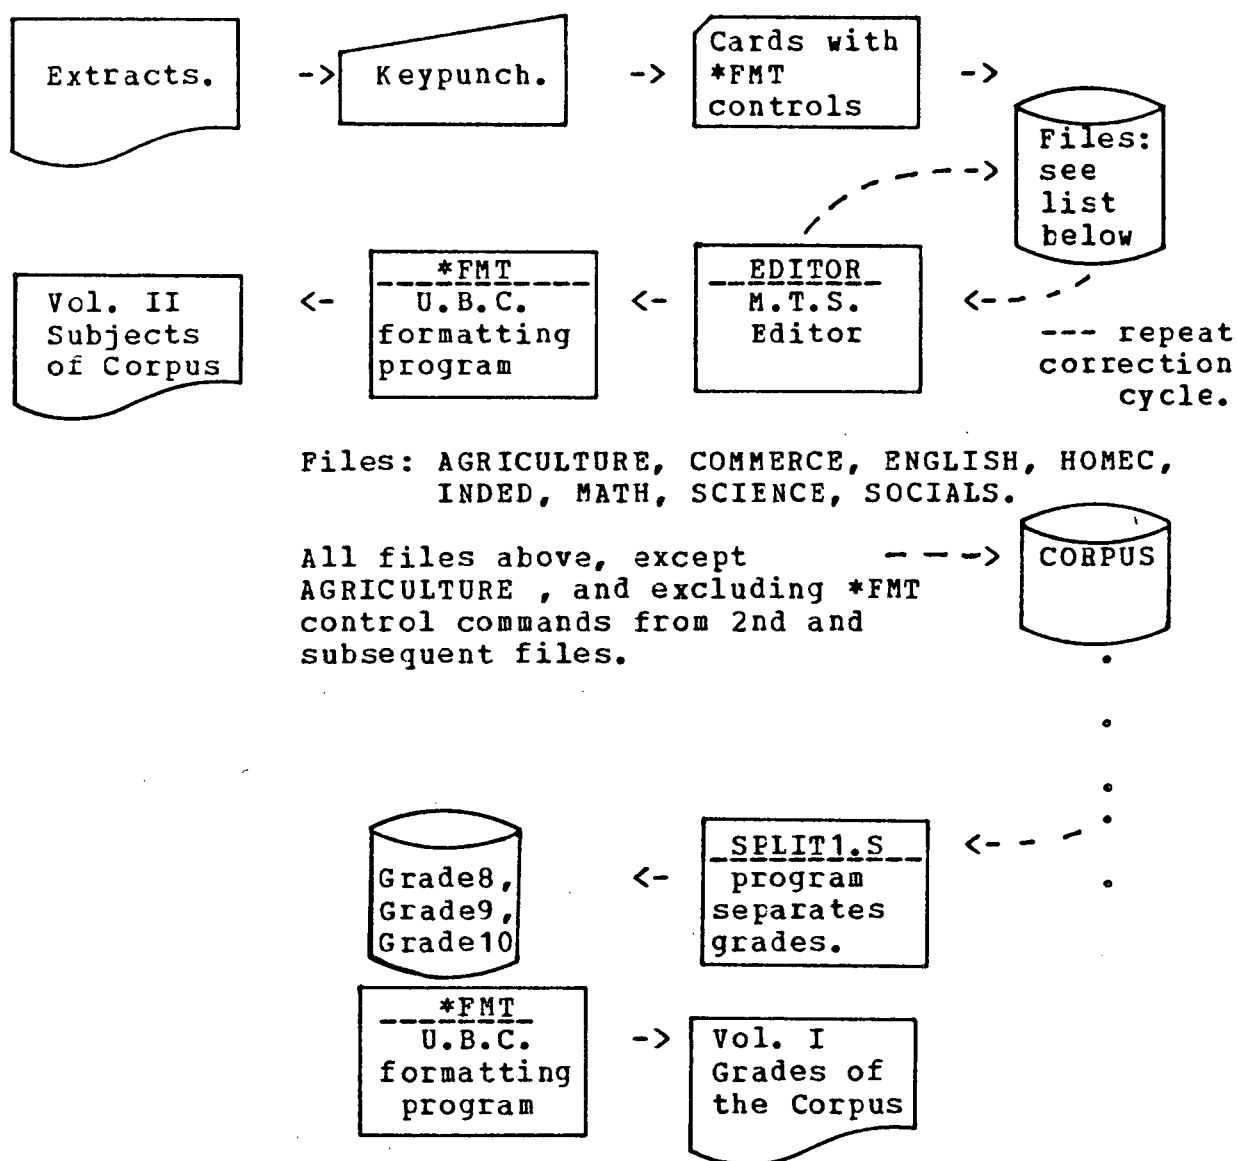 Extracts.
->
Keypunch.
->
Cards with
*FMT
controls
->
Files:
see
list
below
-->
<--
--- repeat
correction
cycle.
EDITOR
M.T.S.
Editor
<-
*FMT
U.B.C.
formatting
program
<-
Vol. II
Subjects
of Corpus
Files: AGRICULTURE, COMMERCE, ENGLISH, HOMEC,
INDED, MATH, SCIENCE, SOCIALS.
All files above, except
AGRICULTURE , and excluding *FMT
control commands from 2nd and
subsequent files.
- - ->
CORPUS
<- -
SPLIT1.S
program
separates
grades.
<-
Grade8,
Grade9,
Grade10
*FMT
U.B.C.
formatting
program
->
Vol. I
Grades of
the Corpus